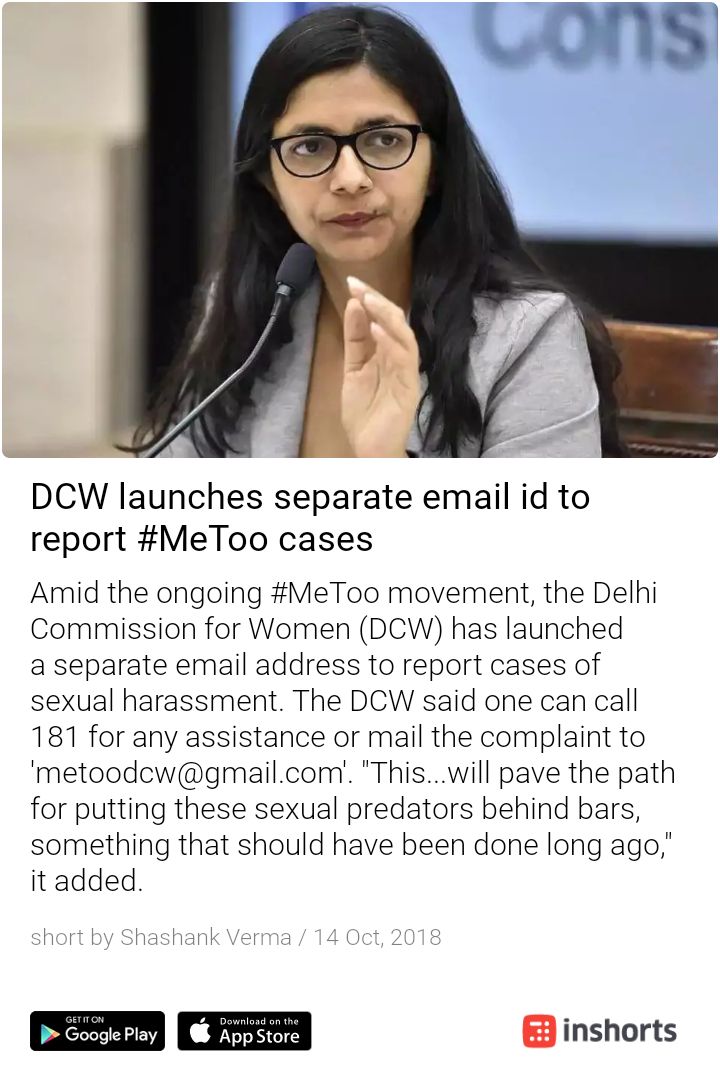 Cons
DCW launches separate email id to
report #MeToo cases
Amid the ongoing #MeToo movement, the Delhi
Commission for Women (DCW) has launched
a separate email address to report cases of
sexual harassment. The DCW said one can call
181 for any assistance or mail the complaint to
'metoodcw@gmail.com'. "This...will pave the path
for putting these sexual predators behind bars,
something that should have been done long ago,"
it added.
short by Shashank Verma / 14 Oct, 2018
GET IT ON
Google Play
Download on the
App Store
inshorts